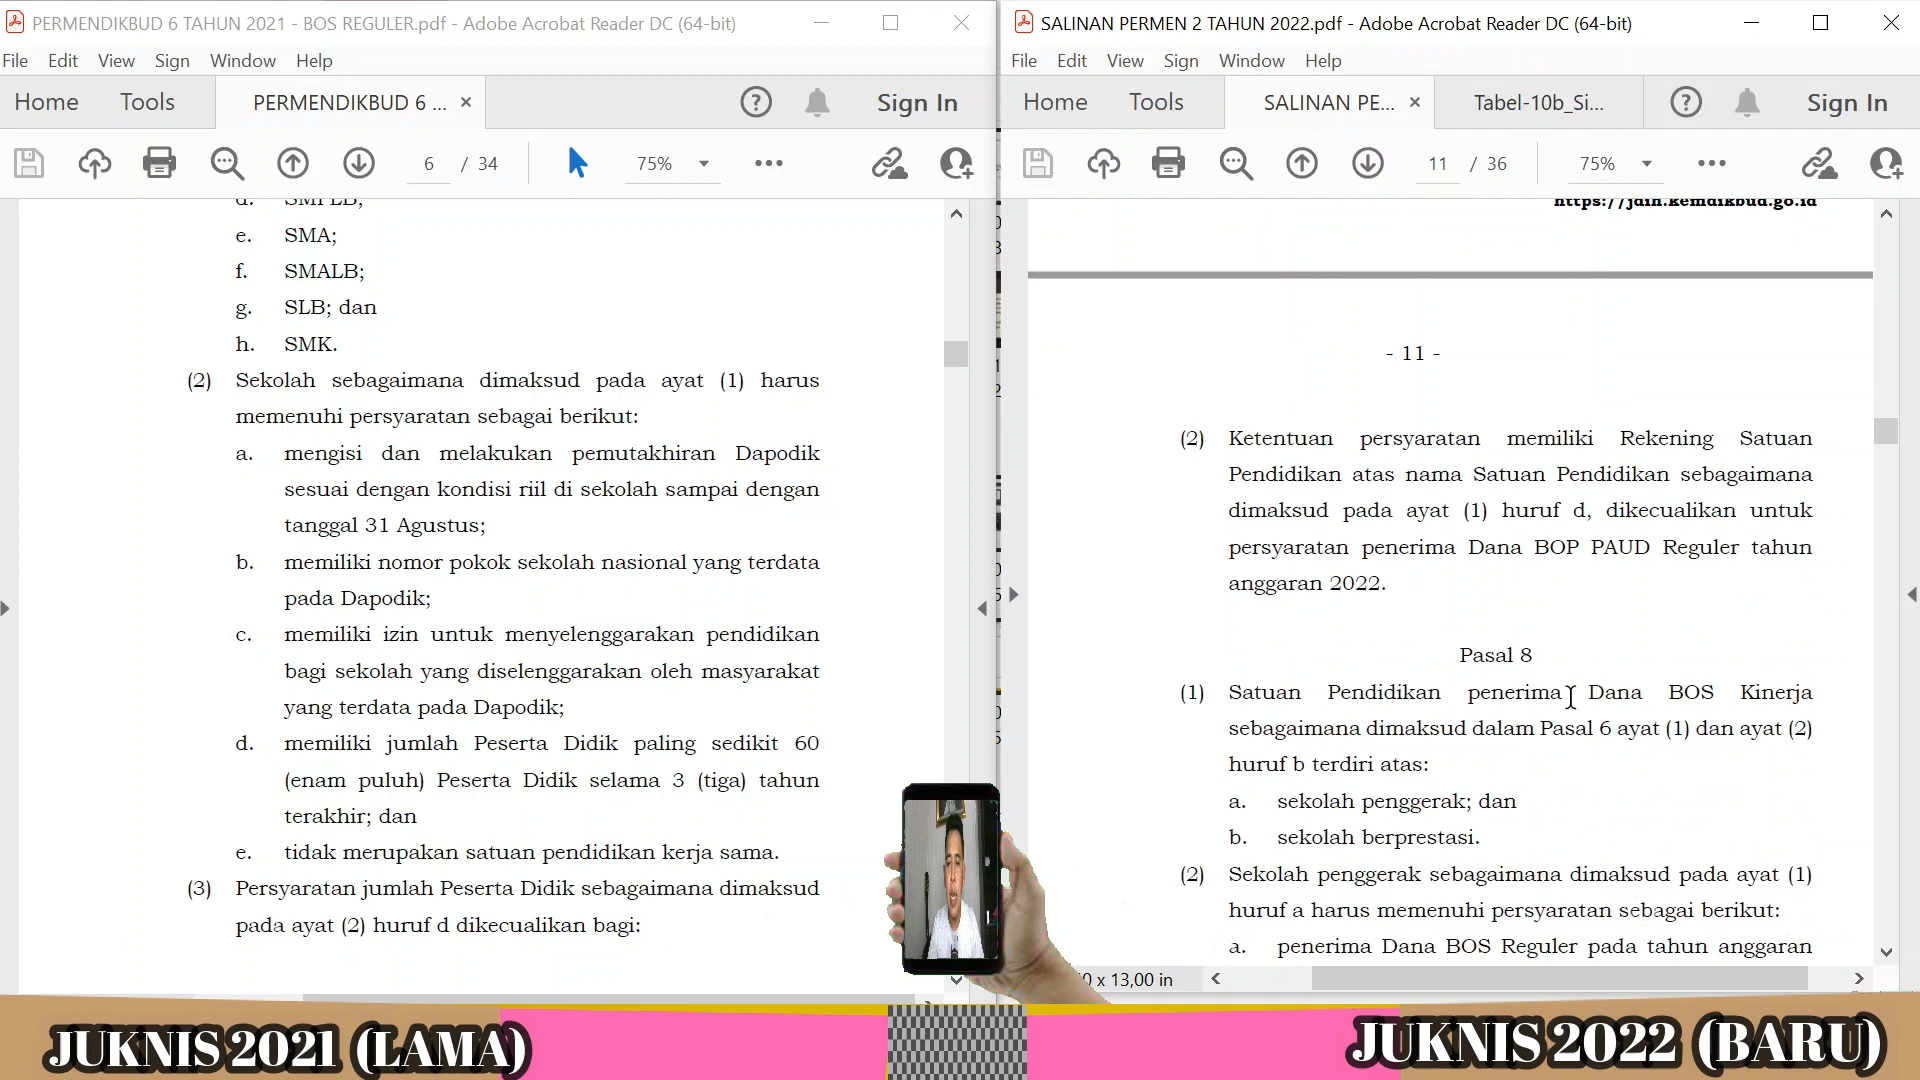 PERMENDIKBUD 6 TAHUN 2021 - BOS REGULER.pdf - Adobe Acrobat Reader DC (64-bit)
File Edit View Sign Window Help
Home Tools PERMENDIKBUD 6 ... × Sign In
6 / 34 75%
d. SMPLB;
e. SMA;
f. SMALB;
g. SLB; dan
h. SMK.
(2) Sekolah sebagaimana dimaksud pada ayat (1) harus
memenuhi persyaratan sebagai berikut:
a. mengisi dan melakukan pemutakhiran Dapodik
sesuai dengan kondisi riil di sekolah sampai dengan
tanggal 31 Agustus;
b. memiliki nomor pokok sekolah nasional yang terdata
pada Dapodik;
c. memiliki izin untuk menyelenggarakan pendidikan
bagi sekolah yang diselenggarakan oleh masyarakat
yang terdata pada Dapodik;
d. memiliki jumlah Peserta Didik paling sedikit 60
(enam puluh) Peserta Didik selama 3 (tiga) tahun
terakhir; dan
e. tidak merupakan satuan pendidikan kerja sama.
(3) Persyaratan jumlah Peserta Didik sebagaimana dimaksud
pada ayat (2) huruf d dikecualikan bagi:
SALINAN PERMEN 2 TAHUN 2022.pdf - Adobe Acrobat Reader DC (64-bit)
File Edit View Sign Window Help
Home Tools SALINAN PE... × Tabel-10b_Si... Sign In
11 / 36 75%
https://jdih.kemdikbud.go.id
- 11 -
(2) Ketentuan persyaratan memiliki Rekening Satuan
Pendidikan atas nama Satuan Pendidikan sebagaimana
dimaksud pada ayat (1) huruf d, dikecualikan untuk
persyaratan penerima Dana BOP PAUD Reguler tahun
anggaran 2022.
Pasal 8
(1) Satuan Pendidikan penerima Dana BOS Kinerja
sebagaimana dimaksud dalam Pasal 6 ayat (1) dan ayat (2)
huruf b terdiri atas:
a. sekolah penggerak; dan
b. sekolah berprestasi.
(2) Sekolah penggerak sebagaimana dimaksud pada ayat (1)
huruf a harus memenuhi persyaratan sebagai berikut:
a. penerima Dana BOS Reguler pada tahun anggaran
0 x 13,00 in
JUKNIS 2021 (LAMA)
JUKNIS 2022 (BARU)